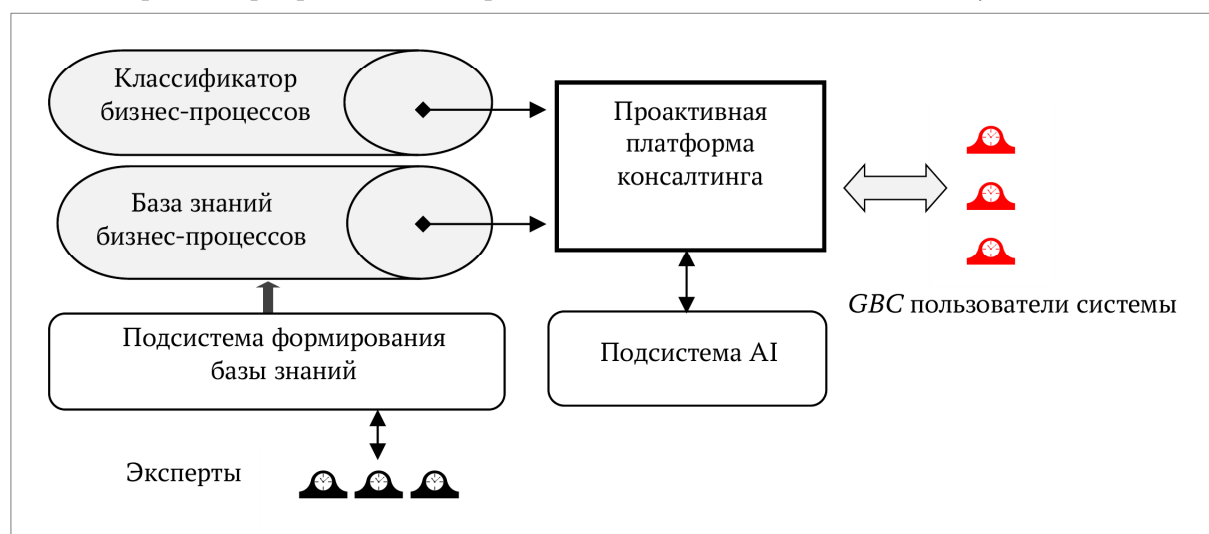 Классификатор
бизнес-процессов
База знаний
бизнес-процессов
Подсистема формирования
базы знаний
Эксперты
Проактивная
платформа
консалтинга
Подсистема AI
GBC пользователи системы